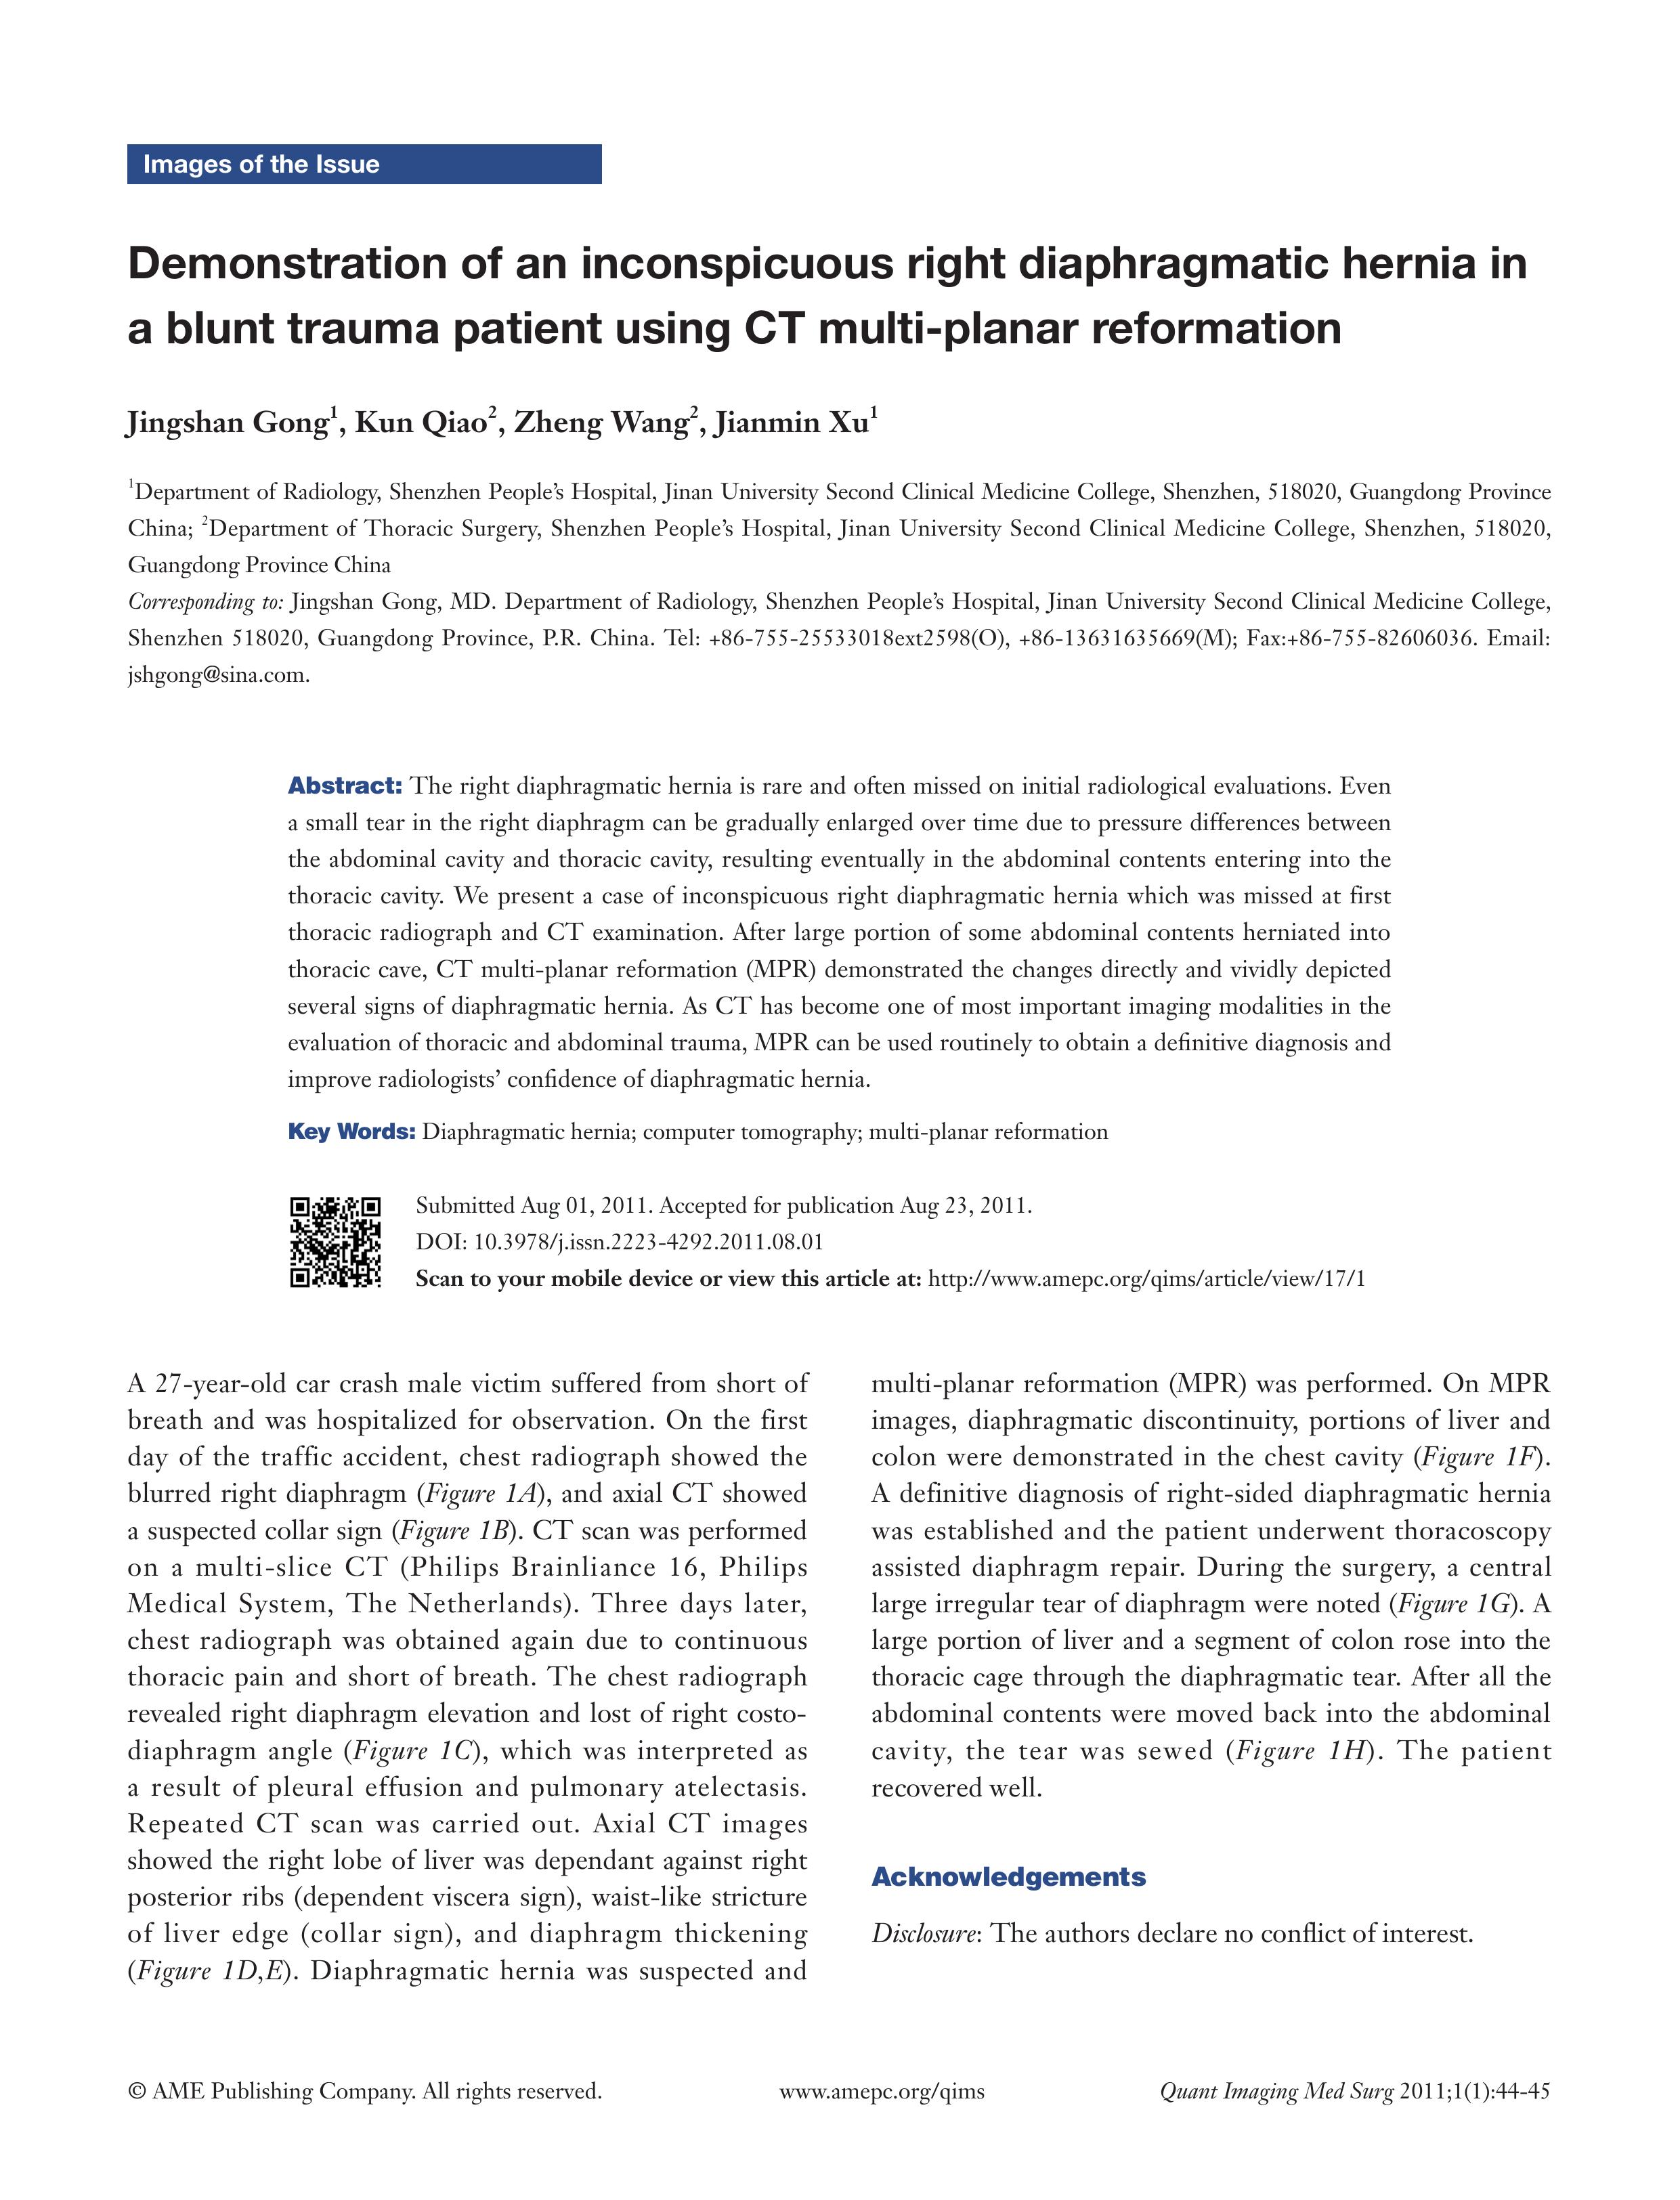 Images of the Issue
Demonstration of an inconspicuous right diaphragmatic hernia in
a blunt trauma patient using CT multi-planar reformation
Jingshan Gong1, Kun Qiao2, Zheng Wang2, Jianmin Xu1
1Department of Radiology, Shenzhen People’s Hospital, Jinan University Second Clinical Medicine College, Shenzhen, 518020, Guangdong Province
China; 2Department of Thoracic Surgery, Shenzhen People’s Hospital, Jinan University Second Clinical Medicine College, Shenzhen, 518020,
Guangdong Province China
Corresponding to: Jingshan Gong, MD. Department of Radiology, Shenzhen People’s Hospital, Jinan University Second Clinical Medicine College,
Shenzhen 518020, Guangdong Province, P.R. China. Tel: +86-755-25533018ext2598(O), +86-13631635669(M); Fax:+86-755-82606036. Email:
jshgong@sina.com.
Abstract: The right diaphragmatic hernia is rare and often missed on initial radiological evaluations. Even
a small tear in the right diaphragm can be gradually enlarged over time due to pressure differences between
the abdominal cavity and thoracic cavity, resulting eventually in the abdominal contents entering into the
thoracic cavity. We present a case of inconspicuous right diaphragmatic hernia which was missed at first
thoracic radiograph and CT examination. After large portion of some abdominal contents herniated into
thoracic cave, CT multi-planar reformation (MPR) demonstrated the changes directly and vividly depicted
several signs of diaphragmatic hernia. As CT has become one of most important imaging modalities in the
evaluation of thoracic and abdominal trauma, MPR can be used routinely to obtain a definitive diagnosis and
improve radiologists’ confidence of diaphragmatic hernia.
Key Words: Diaphragmatic hernia; computer tomography; multi-planar reformation
Submitted Aug 01, 2011. Accepted for publication Aug 23, 2011.
DOI: 10.3978/j.issn.2223-4292.2011.08.01
Scan to your mobile device or view this article at: http://www.amepc.org/qims/article/view/17/1
A 27-year-old car crash male victim suffered from short of
breath and was hospitalized for observation. On the first
day of the traffic accident, chest radiograph showed the
blurred right diaphragm (Figure 1A), and axial CT showed
a suspected collar sign (Figure 1B). CT scan was performed
on a multi-slice CT (Philips Brainliance 16, Philips
Medical System, The Netherlands). Three days later,
chest radiograph was obtained again due to continuous
thoracic pain and short of breath. The chest radiograph
revealed right diaphragm elevation and lost of right costo-
diaphragm angle (Figure 1C), which was interpreted as
a result of pleural effusion and pulmonary atelectasis.
Repeated CT scan was carried out. Axial CT images
showed the right lobe of liver was dependant against right
posterior ribs (dependent viscera sign), waist-like stricture
of liver edge (collar sign), and diaphragm thickening
(Figure 1D,E). Diaphragmatic hernia was suspected and
multi-planar reformation (MPR) was performed. On MPR
images, diaphragmatic discontinuity, portions of liver and
colon were demonstrated in the chest cavity (Figure 1F).
A definitive diagnosis of right-sided diaphragmatic hernia
was established and the patient underwent thoracoscopy
assisted diaphragm repair. During the surgery, a central
large irregular tear of diaphragm were noted (Figure 1G). A
large portion of liver and a segment of colon rose into the
thoracic cage through the diaphragmatic tear. After all the
abdominal contents were moved back into the abdominal
cavity, the tear was sewed (Figure 1H). The patient
recovered well.
Acknowledgements
Disclosure: The authors declare no conflict of interest.
© AME Publishing Company. All rights reserved.
www.amepc.org/qims
Quant Imaging Med Surg 2011;1(1):44-45